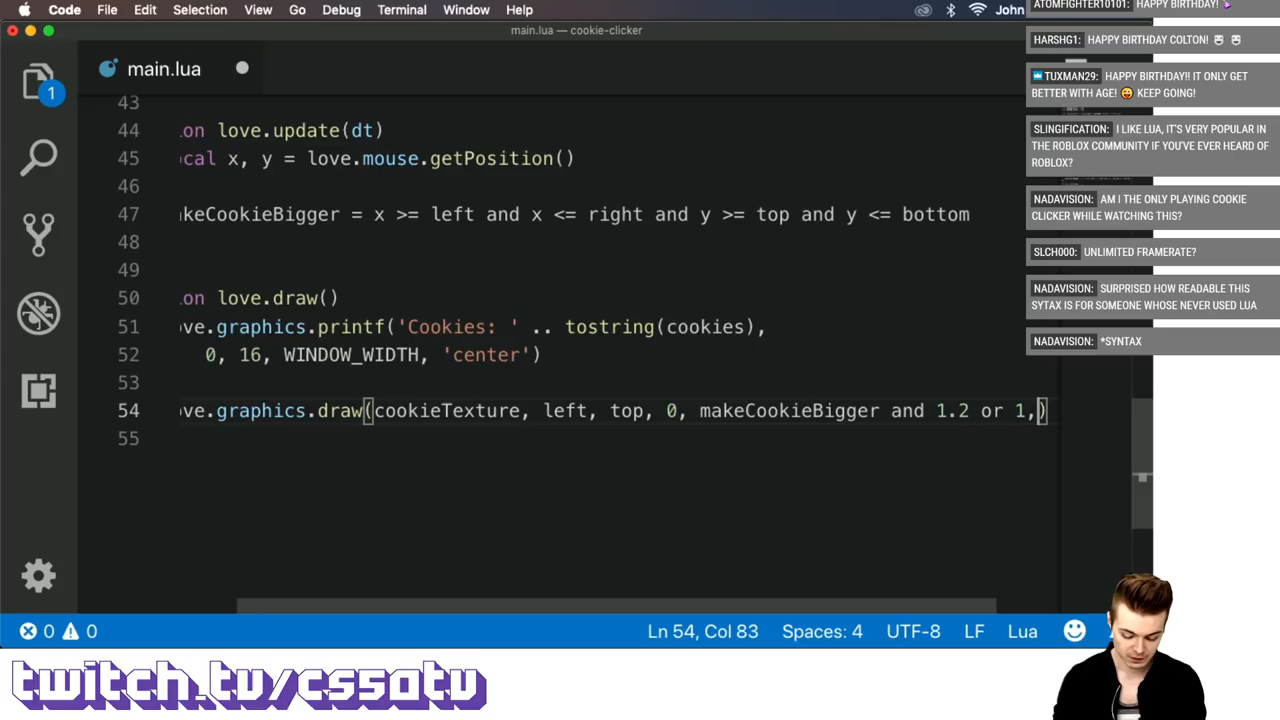 Code File Edit Selection View Go Debug Terminal Window Help John
main.lua — cookie-clicker
main.lua
1
43
44 on love.update(dt)
45 cal x, y = love.mouse.getPosition()
46
47 keCookieBigger = x >= left and x <= right and y >= top and y <= bottom
48
49
50 on love.draw()
51 ve.graphics.printf('Cookies: ' .. tostring(cookies),
52 0, 16, WINDOW_WIDTH, 'center')
53
54 ve.graphics.draw(cookieTexture, left, top, 0, makeCookieBigger and 1.2 or 1,)
55
0 0 Ln 54, Col 83 Spaces: 4 UTF-8 LF Lua
twitch.tv/cs50tv
ATOMFIGHTER10101: HAPPY BIRTHDAY!
HARSHG1: HAPPY BIRTHDAY COLTON!
TUXMAN29: HAPPY BIRTHDAY!! IT ONLY GET
BETTER WITH AGE! 😜 KEEP GOING!
SLINGIFICATION: I LIKE LUA, IT'S VERY POPULAR IN
THE ROBLOX COMMUNITY IF YOU'VE EVER HEARD OF
ROBLOX?
NADAVISION: AM I THE ONLY PLAYING COOKIE
CLICKER WHILE WATCHING THIS?
SLCH000: UNLIMITED FRAMERATE?
NADAVISION: SURPRISED HOW READABLE THIS
SYTAX IS FOR SOMEONE WHOSE NEVER USED LUA
NADAVISION: *SYNTAX